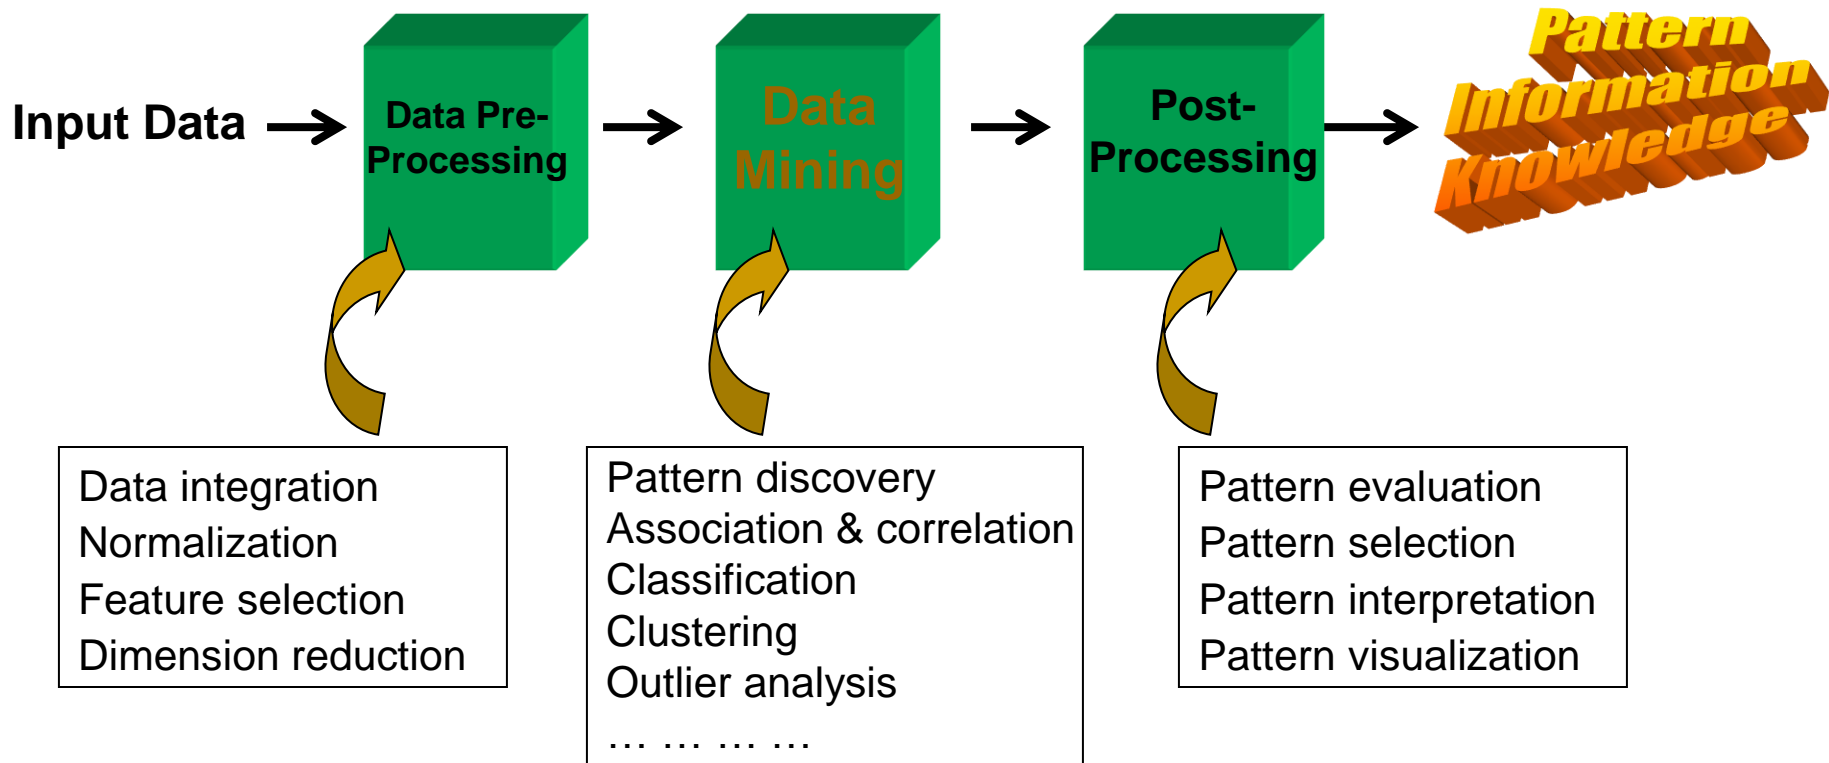 Input Data
Data Pre-
Processing
Data
Mining
Post-
Processing
Pattern
Information
Knowledge
Data integration
Normalization
Feature selection
Dimension reduction
Pattern discovery
Association & correlation
Classification
Clustering
Outlier analysis
… … … …
Pattern evaluation
Pattern selection
Pattern interpretation
Pattern visualization